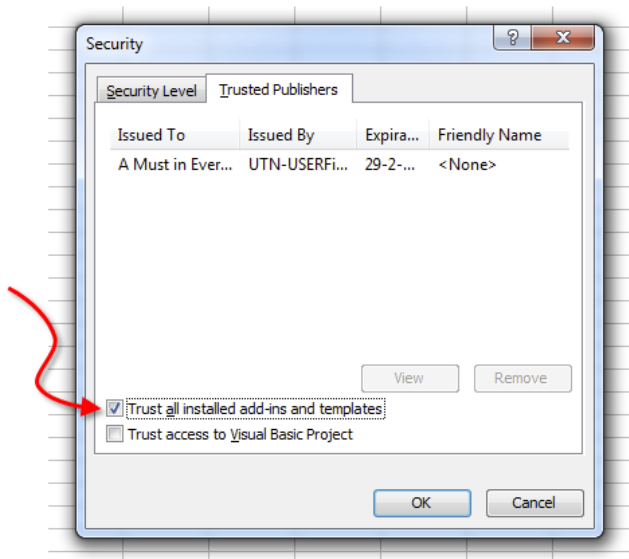 Security
Security Level Trusted Publishers
Issued To Issued By Expira... Friendly Name
A Must in Ever... UTN-USERFi... 29-2-... <None>
View Remove
Trust all installed add-ins and templates
Trust access to Visual Basic Project
OK Cancel